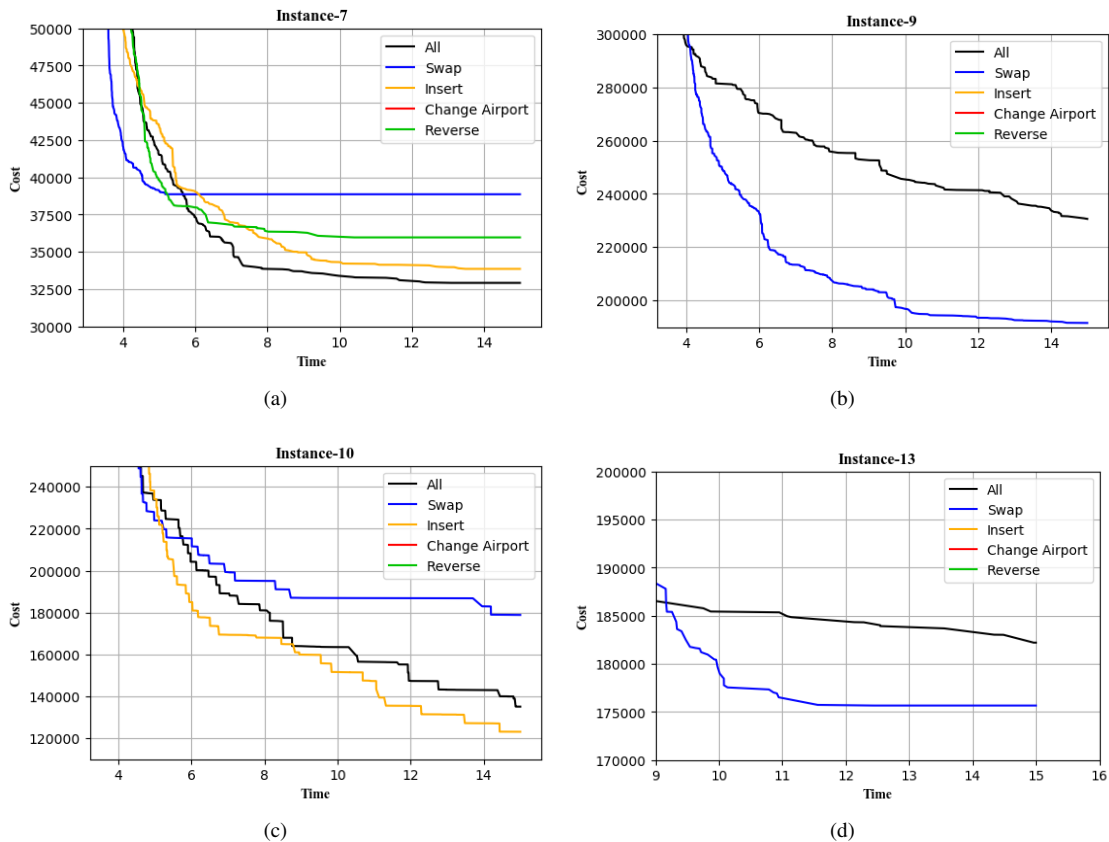 Instance-7
50000
47500
45000
42500
40000
37500
35000
32500
30000
Cost
4 6 8 10 12 14
Time
All
Swap
Insert
Change Airport
Reverse
(a)
Instance-9
300000
280000
260000
240000
220000
200000
Cost
4 6 8 10 12 14
Time
All
Swap
Insert
Change Airport
Reverse
(b)
Instance-10
240000
220000
200000
180000
160000
140000
120000
Cost
4 6 8 10 12 14
Time
All
Swap
Insert
Change Airport
Reverse
(c)
Instance-13
200000
195000
190000
185000
180000
175000
170000
Cost
9 10 11 12 13 14 15 16
Time
All
Swap
Insert
Change Airport
Reverse
(d)